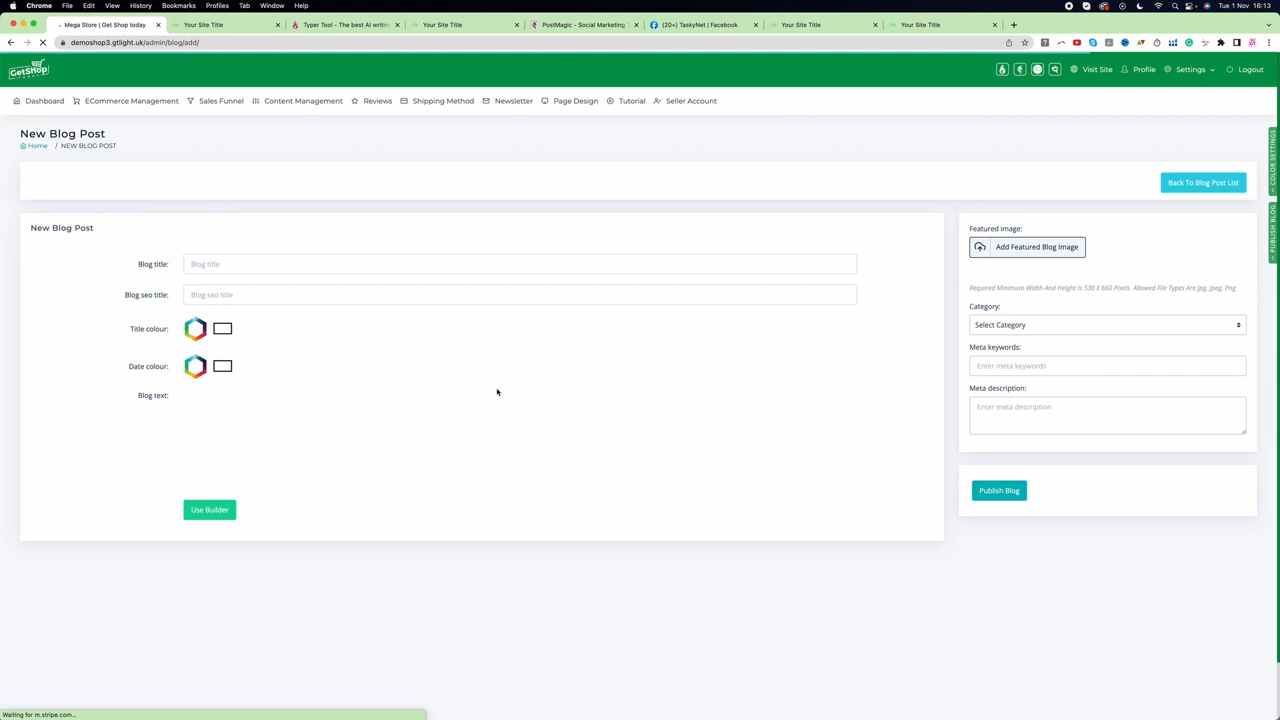 Chrome File Edit View History Bookmarks Profiles Tab Window Help Tue 1 Nov 16:13
Mega Store | Get Shop today Your Site Title Typer Tool - The best AI writin Your Site Title PostMagic - Social Marketing (20+) TaskyNet | Facebook Your Site Title Your Site Title
demoshop3.gtlight.uk/admin/blog/add/
GetShop Visit Site Profile Settings Logout
Dashboard ECommerce Management Sales Funnel Content Management Reviews Shipping Method Newsletter Page Design Tutorial Seller Account
New Blog Post
Home / NEW BLOG POST
< COLOR SETTINGS
Back To Blog Post List
< PUBLISH BLOG
New Blog Post
Blog title: Blog title
Blog seo title: Blog seo title
Title colour:
Date colour:
Blog text:
Use Builder
Featured image:
Add Featured Blog Image
Required Minimum Width And Height Is 530 X 660 Pixels. Allowed File Types Are Jpg, Jpeg, Png
Category:
Select Category
Meta keywords:
Enter meta keywords
Meta description:
Enter meta description
Publish Blog
Waiting for m.stripe.com...